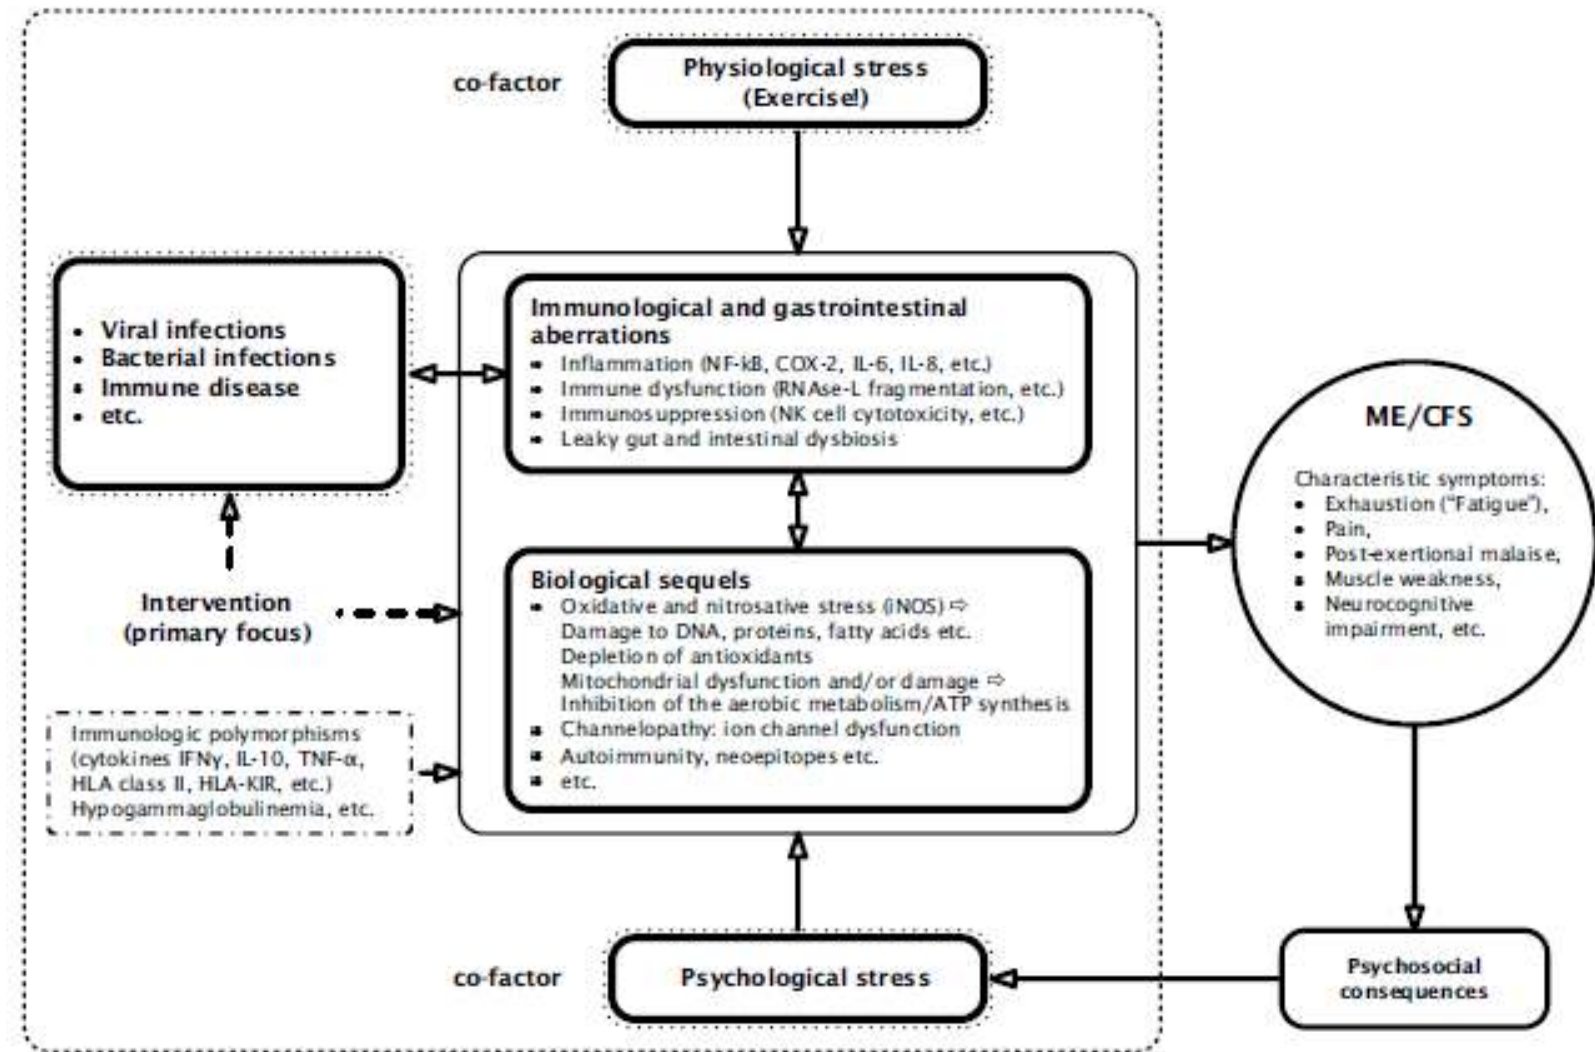 co-factor
Physiological stress
(Exercise!)
• Viral infections
• Bacterial infections
• Immune disease
• etc.
Immunological and gastrointestinal
aberrations
• Inflammation (NF-kB, COX-2, IL-6, IL-8, etc.)
• Immune dysfunction (RNAse-L fragmentation, etc.)
• Immunosuppression (NK cell cytotoxicity, etc.)
• Leaky gut and intestinal dysbiosis
ME/CFS
Characteristic symptoms:
• Exhaustion ("Fatigue"),
• Pain,
• Post-exertional malaise,
• Muscle weakness,
• Neurocognitive
impairment, etc.
Intervention
(primary focus)
Biological sequels
• Oxidative and nitrosative stress (iNOS) ⇨
Damage to DNA, proteins, fatty acids etc.
Depletion of antioxidants
Mitochondrial dysfunction and/or damage ⇨
Inhibition of the aerobic metabolism/ATP synthesis
• Channelopathy: ion channel dysfunction
• Autoimmunity, neoepitopes etc.
• etc.
Immunologic polymorphisms
(cytokines IFNγ, IL-10, TNF-α,
HLA class II, HLA-KIR, etc.)
Hypogammaglobulinemia, etc.
co-factor
Psychological stress
Psychosocial
consequences